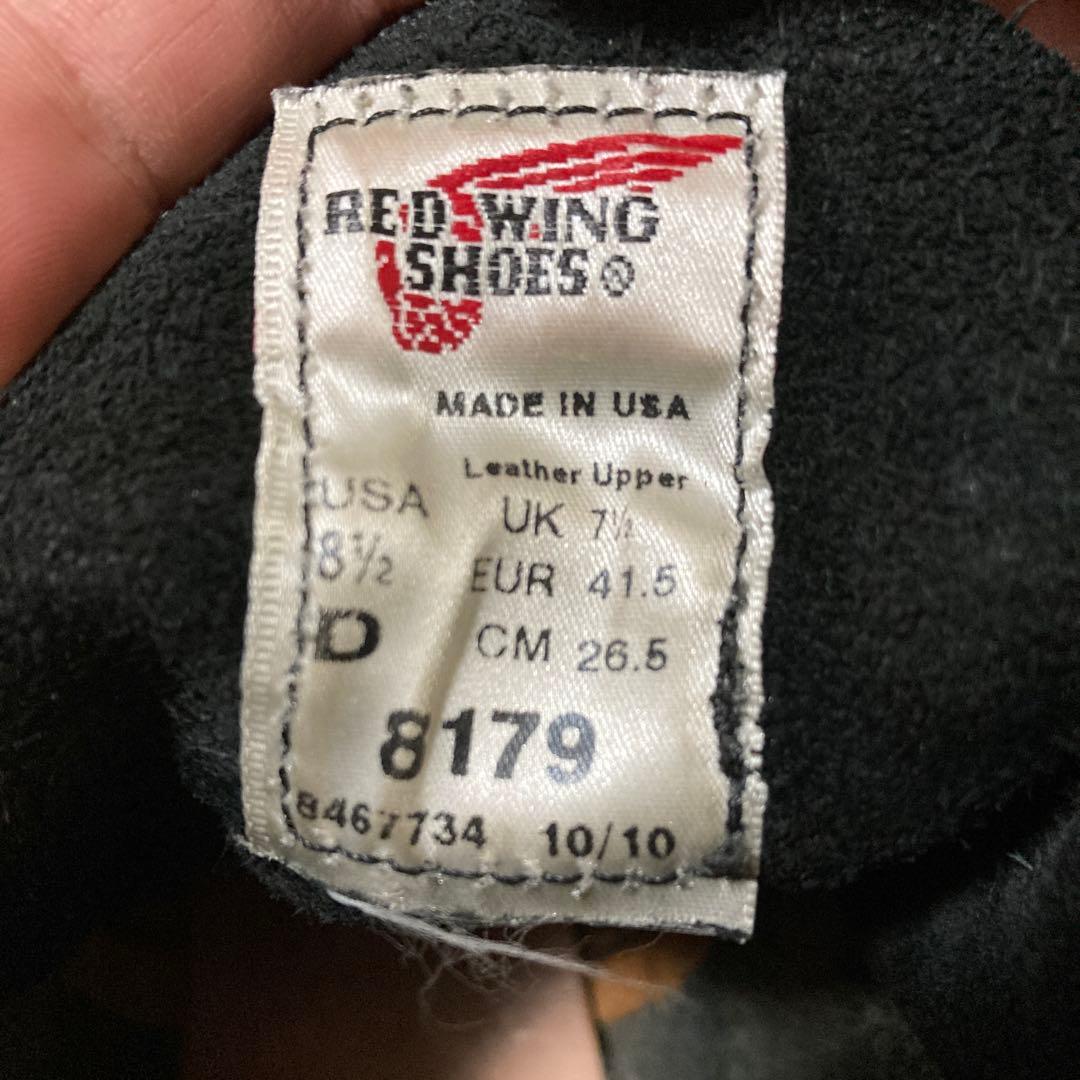 RED WING
SHOES ®
MADE IN USA
Leather Upper
USA UK 7½
8½ EUR 41.5
D CM 26.5
8179
8467734 10/10